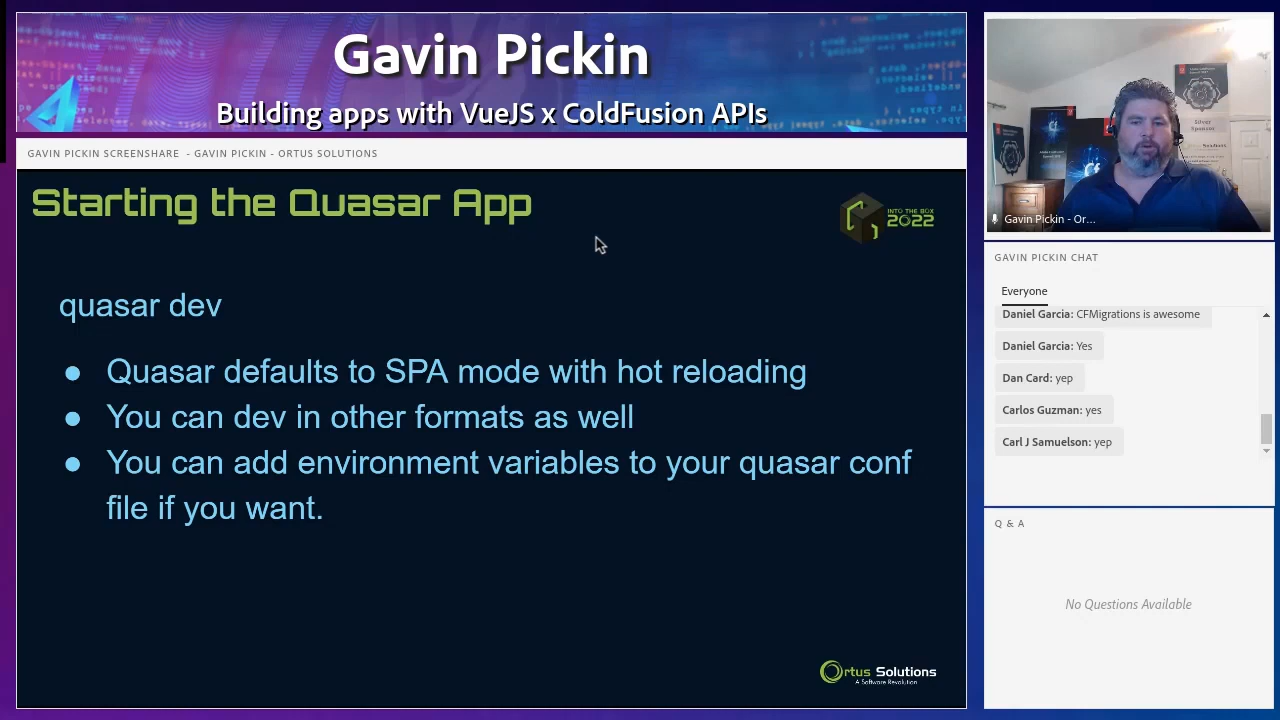 Gavin Pickin
Building apps with VueJS x ColdFusion APIs
GAVIN PICKIN SCREENSHARE - GAVIN PICKIN - ORTUS SOLUTIONS
Starting the Quasar App
INTO THE BOX
2022
quasar dev
● Quasar defaults to SPA mode with hot reloading
● You can dev in other formats as well
● You can add environment variables to your quasar conf
file if you want.
Ortus Solutions
A Software Revolution
Silver
Sponsor
Gavin Pickin - Or...
GAVIN PICKIN CHAT
Everyone
Daniel Garcia: CFMigrations is awesome
Daniel Garcia: Yes
Dan Card: yep
Carlos Guzman: yes
Carl J Samuelson: yep
Q & A
No Questions Available